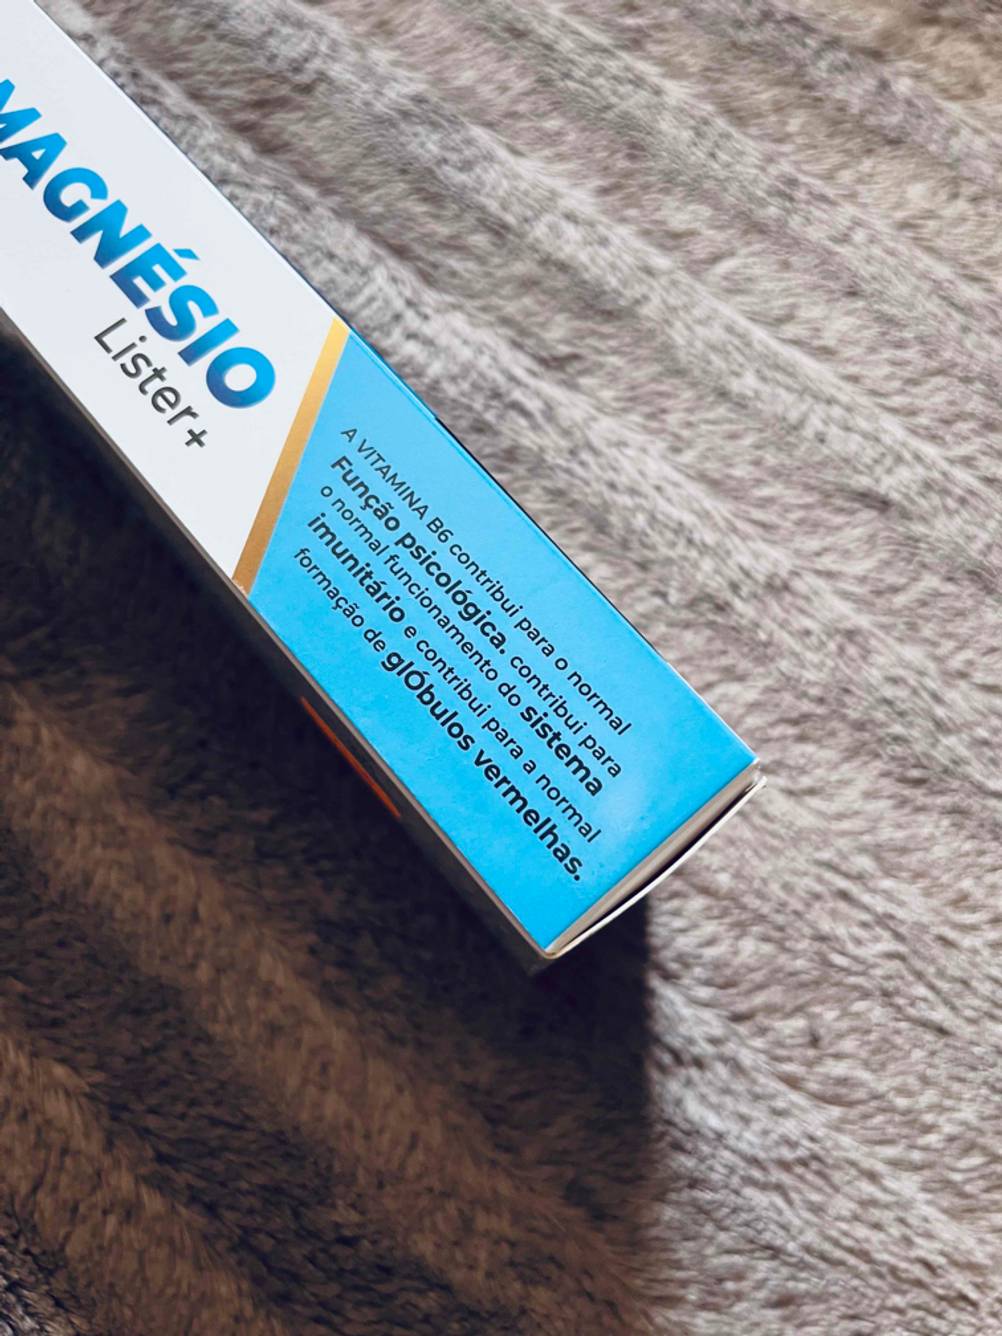 MAGNÉSIO
Lister+
A VITAMINA B6 contribui para o normal
Função psicológica. contribui para
o normal funcionamento do sistema
imunitário e contribui para a normal
formação de glÓbulos vermelhas.